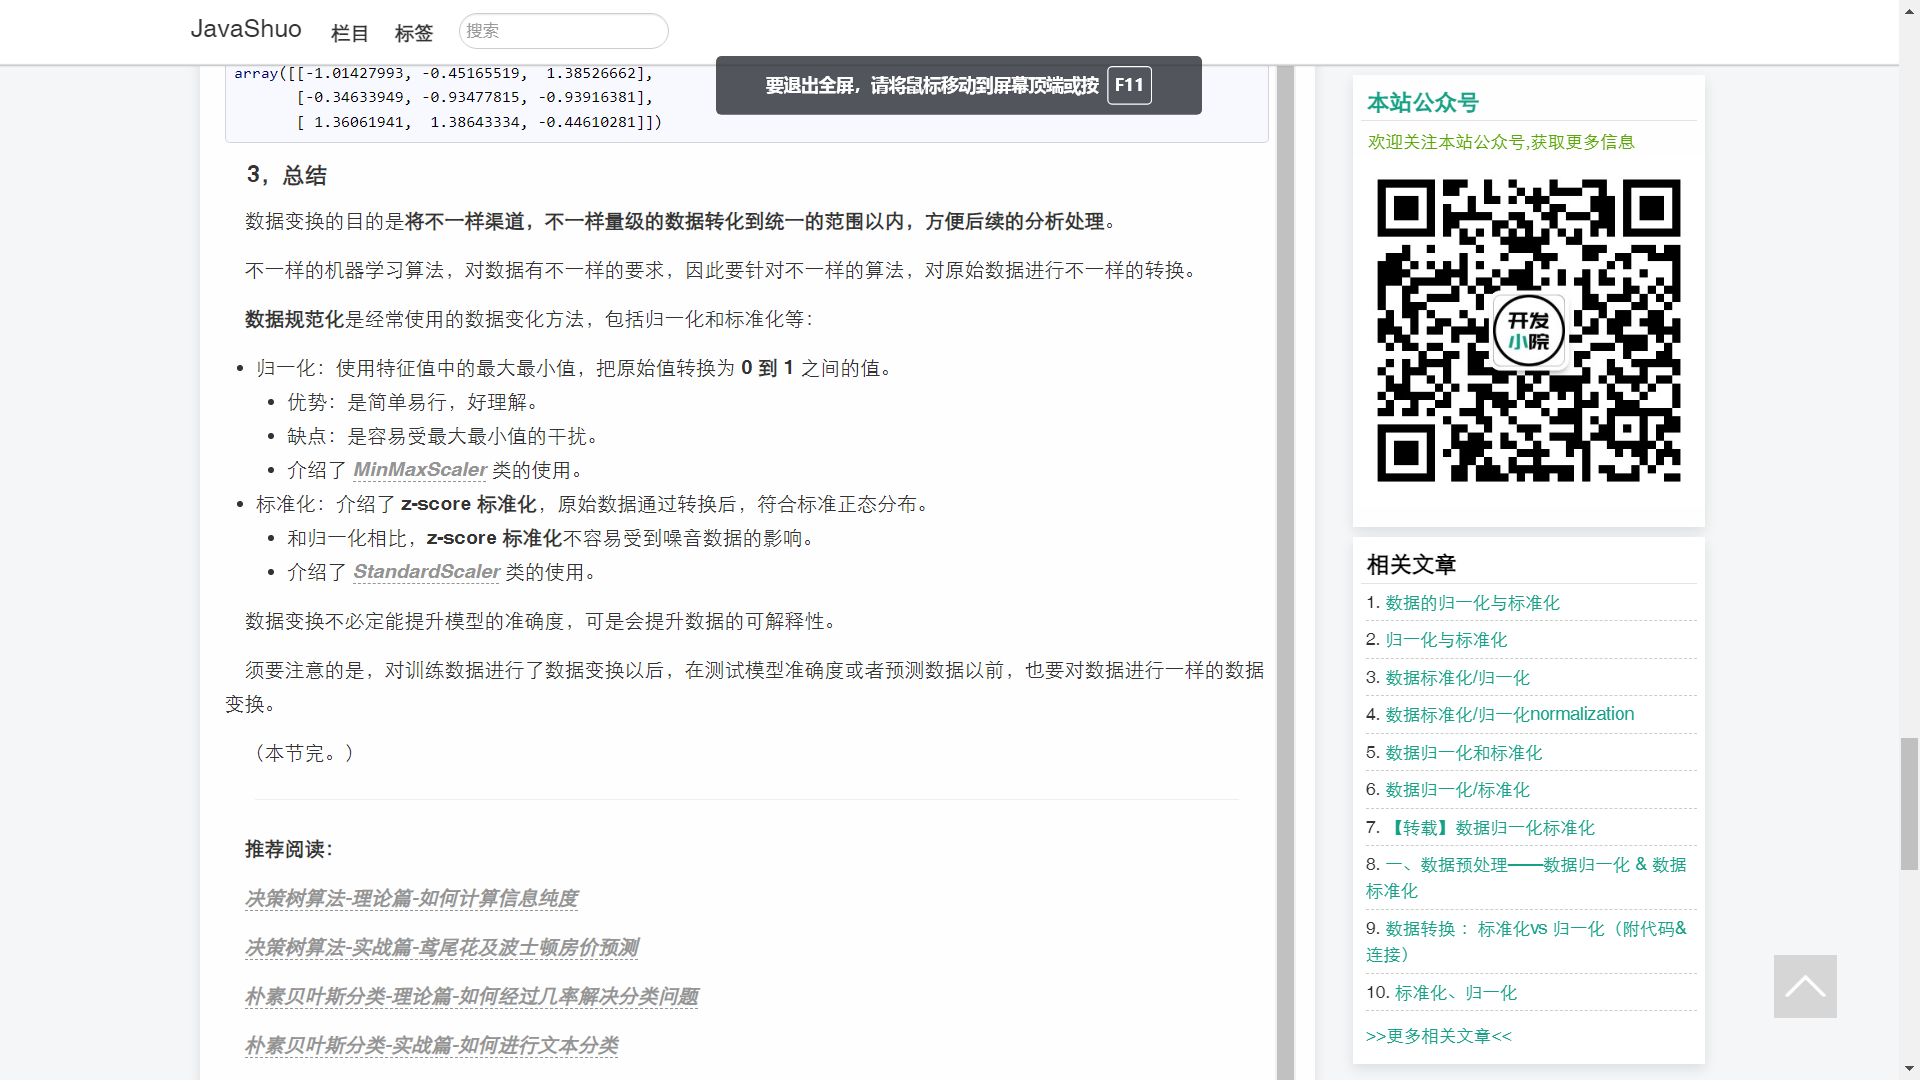 JavaShuo 栏目 标签 搜索
要退出全屏，请将鼠标移动到屏幕顶端或按 F11
array([[-1.01427993, -0.45165519,  1.38526662],
[-0.34633949, -0.93477815, -0.93916381],
[ 1.36061941,  1.38643334, -0.44610281]])
3，总结
数据变换的目的是将不一样渠道，不一样量级的数据转化到统一的范围以内，方便后续的分析处理。
不一样的机器学习算法，对数据有不一样的要求，因此要针对不一样的算法，对原始数据进行不一样的转换。
数据规范化是经常使用的数据变化方法，包括归一化和标准化等：
• 归一化：使用特征值中的最大最小值，把原始值转换为 0 到 1 之间的值。
• 优势：是简单易行，好理解。
• 缺点：是容易受最大最小值的干扰。
• 介绍了 MinMaxScaler 类的使用。
• 标准化：介绍了 z-score 标准化，原始数据通过转换后，符合标准正态分布。
• 和归一化相比，z-score 标准化不容易受到噪音数据的影响。
• 介绍了 StandardScaler 类的使用。
数据变换不必定能提升模型的准确度，可是会提升数据的可解释性。
须要注意的是，对训练数据进行了数据变换以后，在测试模型准确度或者预测数据以前，也要对数据进行一样的数据
变换。
（本节完。）
推荐阅读：
决策树算法-理论篇-如何计算信息纯度
决策树算法-实战篇-鸢尾花及波士顿房价预测
朴素贝叶斯分类-理论篇-如何经过几率解决分类问题
朴素贝叶斯分类-实战篇-如何进行文本分类
本站公众号
欢迎关注本站公众号,获取更多信息
开发
小院
相关文章
1. 数据的归一化与标准化
2. 归一化与标准化
3. 数据标准化/归一化
4. 数据标准化/归一化normalization
5. 数据归一化和标准化
6. 数据归一化/标准化
7. 【转载】数据归一化标准化
8. 一、数据预处理——数据归一化 & 数据
标准化
9. 数据转换 ：标准化vs 归一化（附代码&
连接）
10. 标准化、归一化
>>更多相关文章<<